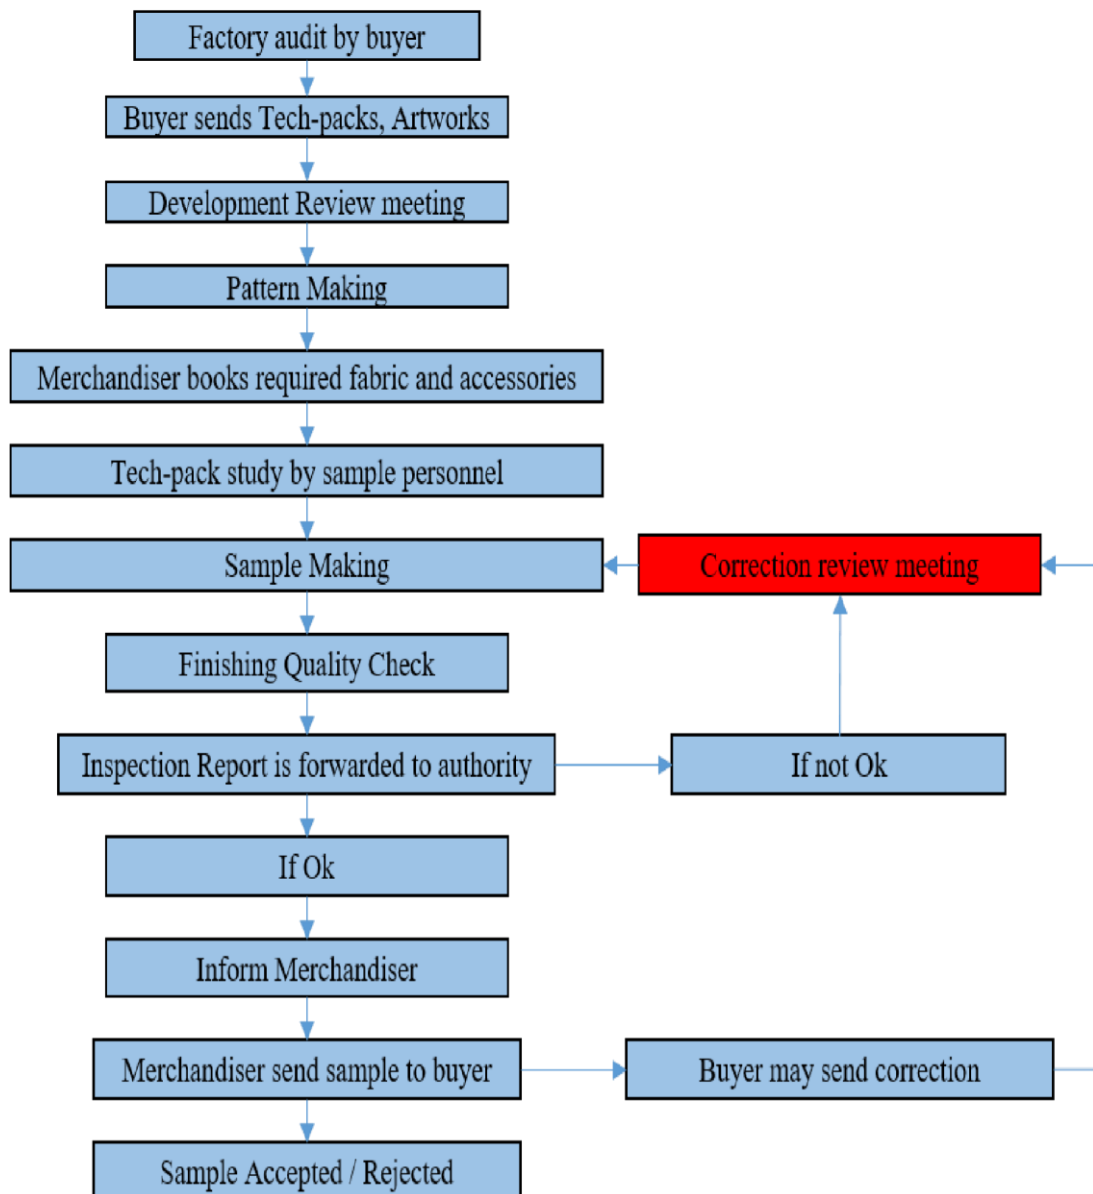 Factory audit by buyer
Buyer sends Tech-packs, Artworks
Development Review meeting
Pattern Making
Merchandiser books required fabric and accessories
Tech-pack study by sample personnel
Sample Making
Correction review meeting
Finishing Quality Check
Inspection Report is forwarded to authority
If not Ok
If Ok
Inform Merchandiser
Merchandiser send sample to buyer
Buyer may send correction
Sample Accepted / Rejected